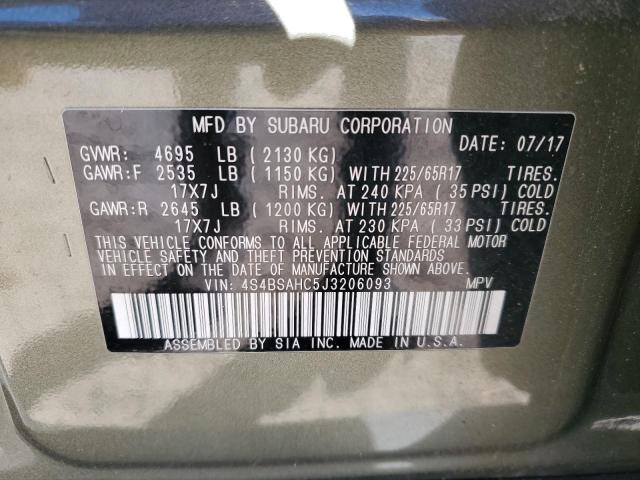 MFD BY SUBARU CORPORATION
DATE: 07/17
GVWR: 4695 LB ( 2130 KG)
GAWR:F 2535 LB ( 1150 KG) WITH 225/65R17 TIRES.
17X7J RIMS. AT 240 KPA ( 35 PSI) COLD
GAWR:R 2645 LB ( 1200 KG) WITH 225/65R17 TIRES.
17X7J RIMS. AT 230 KPA ( 33 PSI) COLD
THIS VEHICLE CONFORMS TO ALL APPLICABLE FEDERAL MOTOR
VEHICLE SAFETY AND THEFT PREVENTION STANDARDS
IN EFFECT ON THE DATE OF MANUFACTURE SHOWN ABOVE.
VIN: 4S4BSAHC5J3206093 MPV
ASSEMBLED BY SIA INC. MADE IN U.S.A.